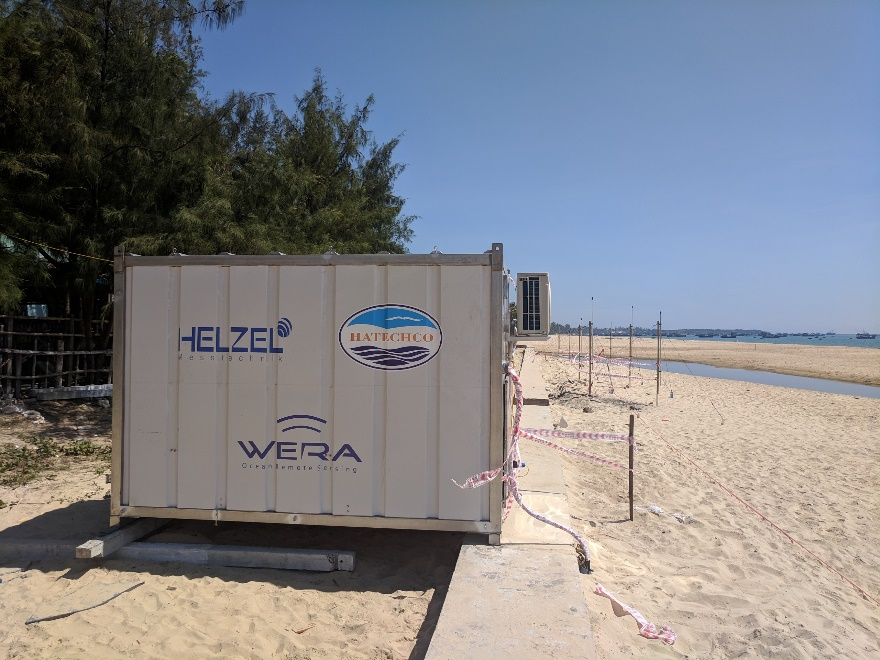 HELZEL
Messtechnik
HATECHCO
WERA
Ocean Remote Sensing